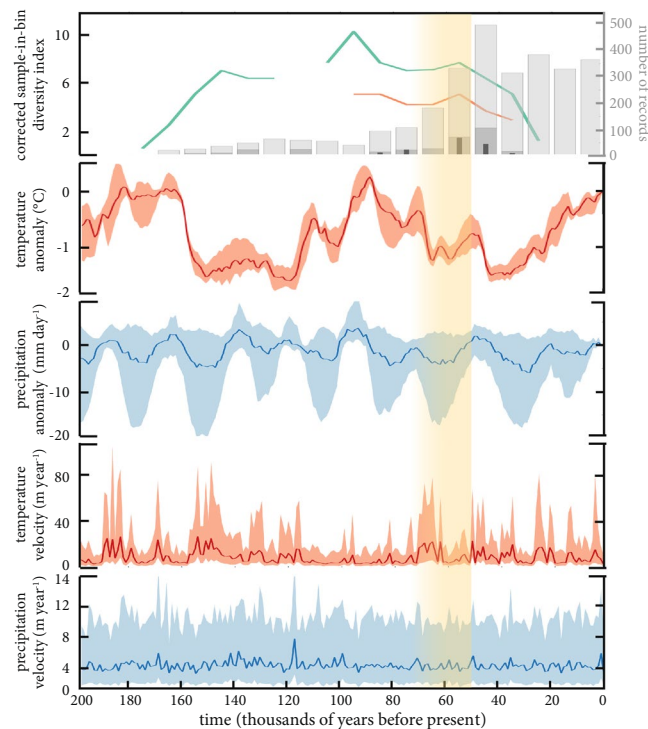 corrected sample-in-bin
diversity index
10
6
2
500
400
300
200
100
0
number of records
temperature
anomaly (°C)
0
-1
-2
precipitation
anomaly (mm day⁻¹)
0
-10
-20
temperature
velocity (m year⁻¹)
80
40
0
precipitation
velocity (m year⁻¹)
14
12
8
4
0
200 180 160 140 120 100 80 60 40 20 0
time (thousands of years before present)